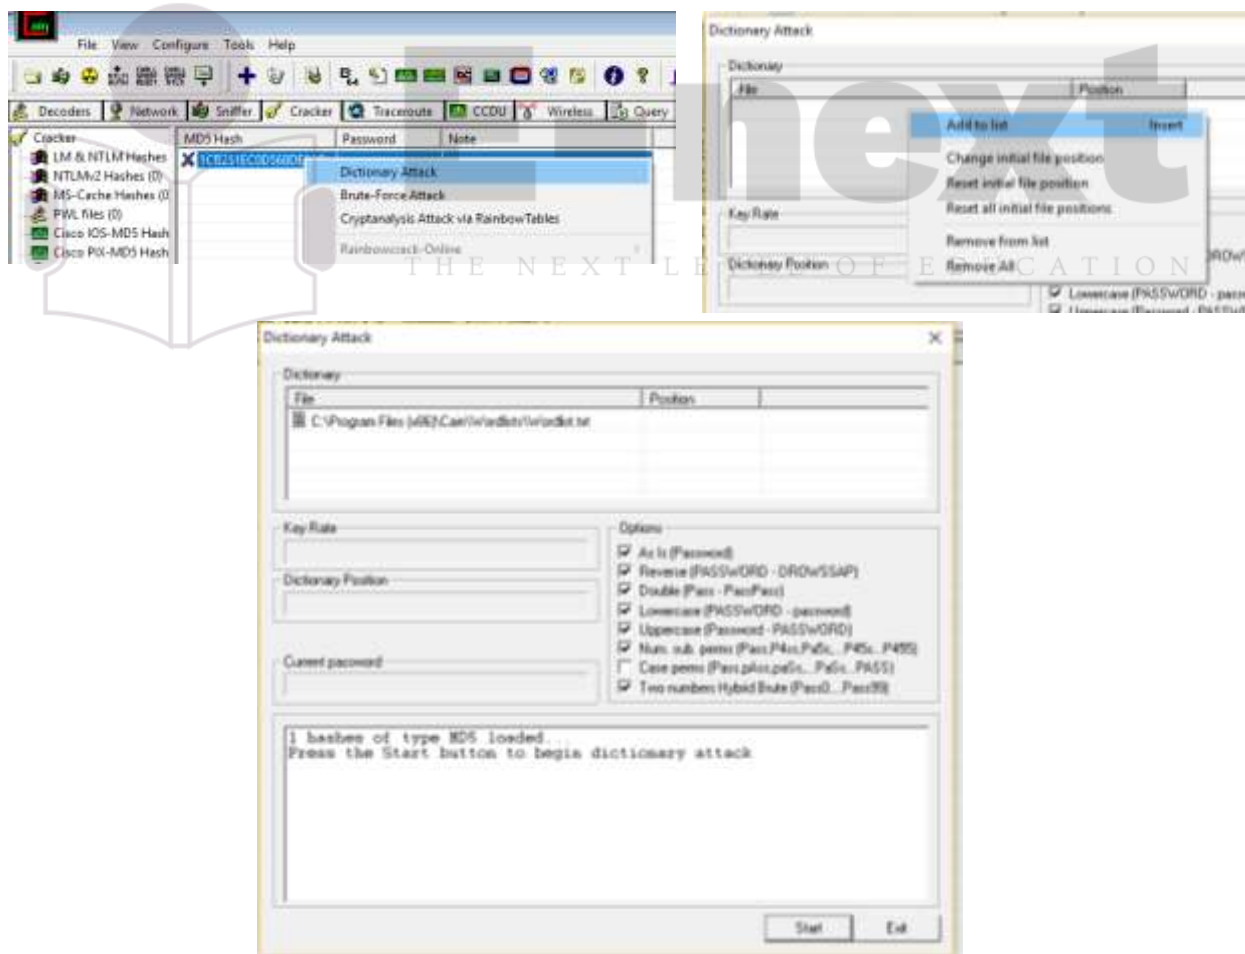 File View Configure Tools Help
Decoders Network Sniffer Cracker Traceroute CCDU Wireless Query
Cracker
LM & NTLM Hashes
NTLMv2 Hashes (0)
MS-Cache Hashes (0
PWL files (0)
Cisco IOS-MD5 Hash
Cisco PIX-MD5 Hash
MD5 Hash Password Note
Dictionary Attack
Brute-Force Attack
Cryptanalysis Attack via RainbowTables
Rainbowcrack-Online
Dictionary Attack
Dictionary
File Position
Add to list Insert
Change initial file position
Reset initial file position
Reset all initial file positions
Remove from list
Remove All
Key Rate
Dictionary Position
Lowercase (PASSWORD - passw
next
THE NEXT LEVEL OF EDUCATION
Dictionary Attack
Dictionary
File Position
C:\Program Files (x86)\Cain\Wordlists\Wordlist.txt
Key Rate
Dictionary Position
Current password
Options
As Is (Password)
Reverse (PASSWORD - DROWSSAP)
Double (Pass - PassPass)
Lowercase (PASSWORD - password)
Uppercase (Password - PASSWORD)
Num. sub. perms (Pass,P4ss,Pa5s,...P45s...P455)
Case perms (Pass,pAss,paSs,...PaSs...PASS)
Two numbers Hybrid Brute (Pass0...Pass99)
1 hashes of type MD5 loaded...
Press the Start button to begin dictionary attack
Start Exit